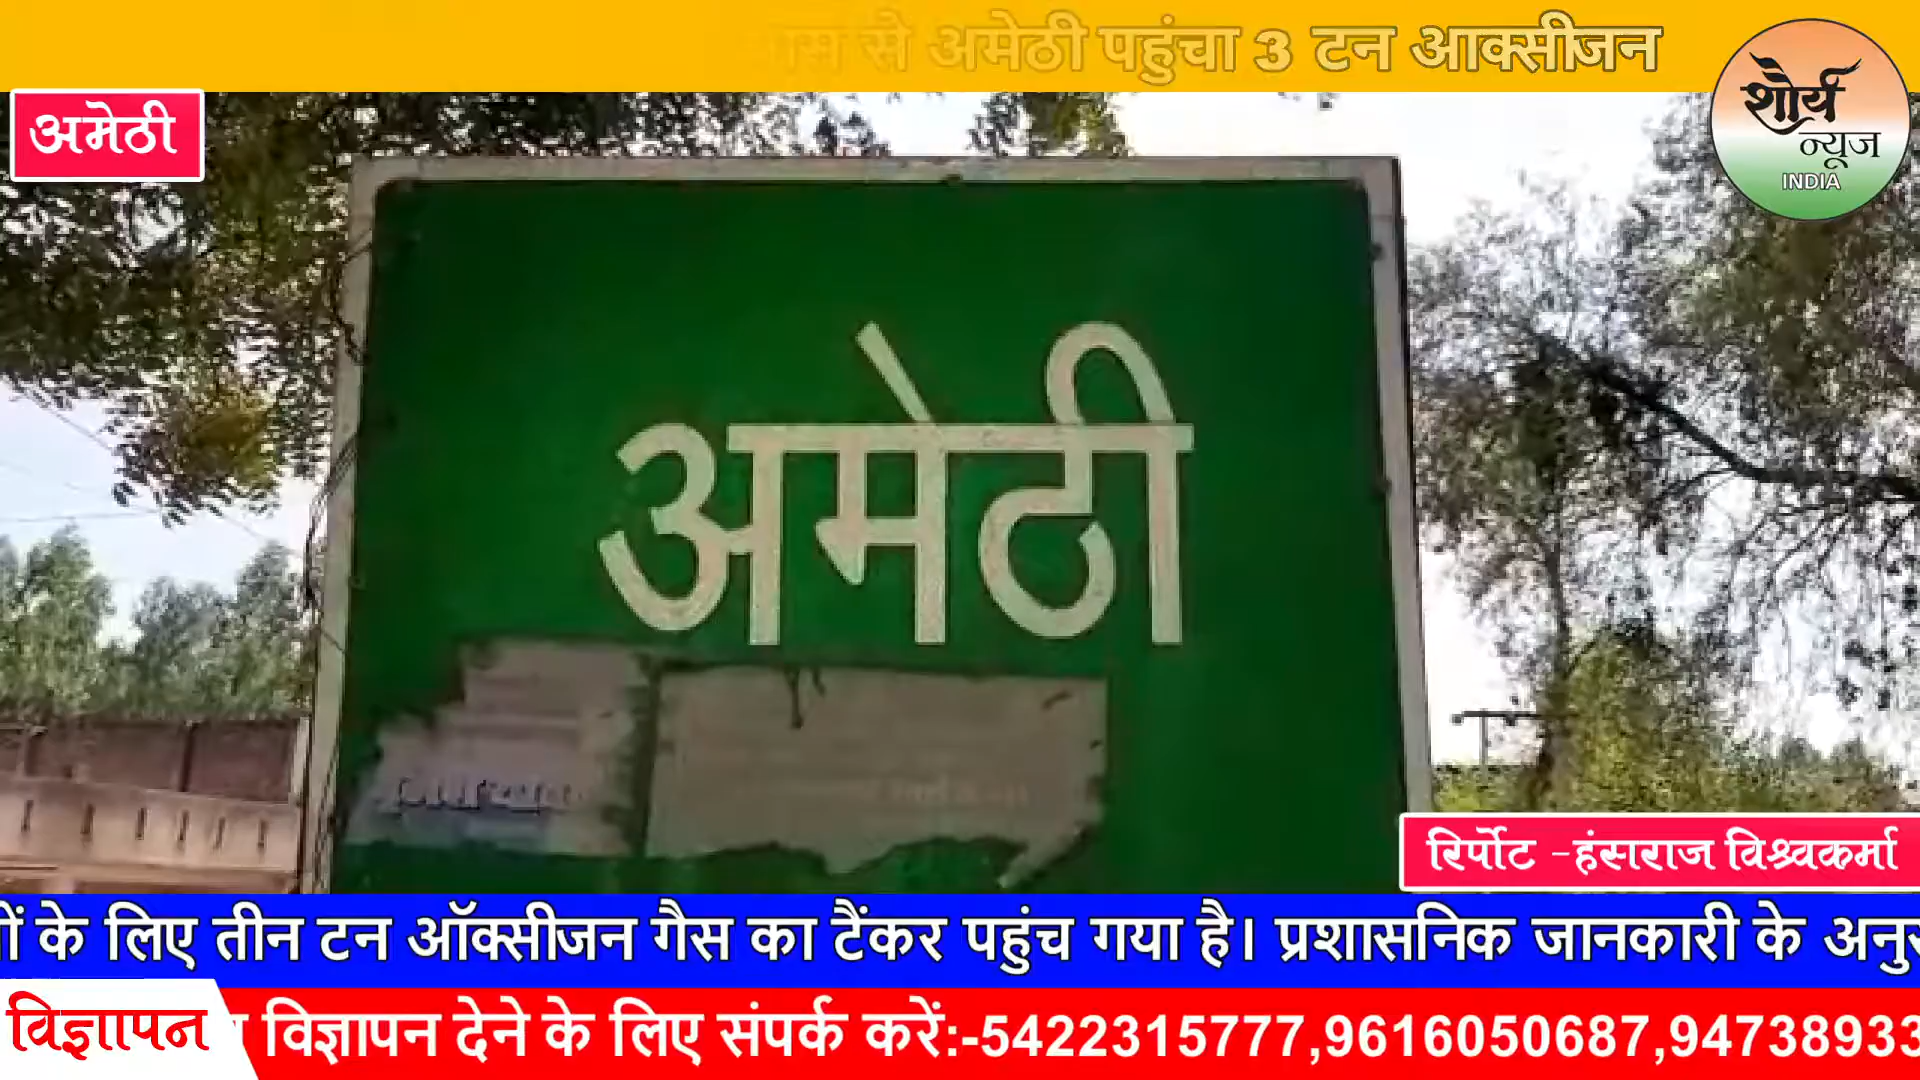 से अमेठी पहुंचा 3 टन आक्सीजन
अमेठी
शौर्य
न्यूज
INDIA
अमेठी
रिर्पोट -हंसराज विश्वकर्मा
के लिए तीन टन ऑक्सीजन गैस का टैंकर पहुंच गया है। प्रशासनिक जानकारी के
विज्ञापन
विज्ञापन देने के लिए संपर्क करें:-5422315777,9616050687,94738933